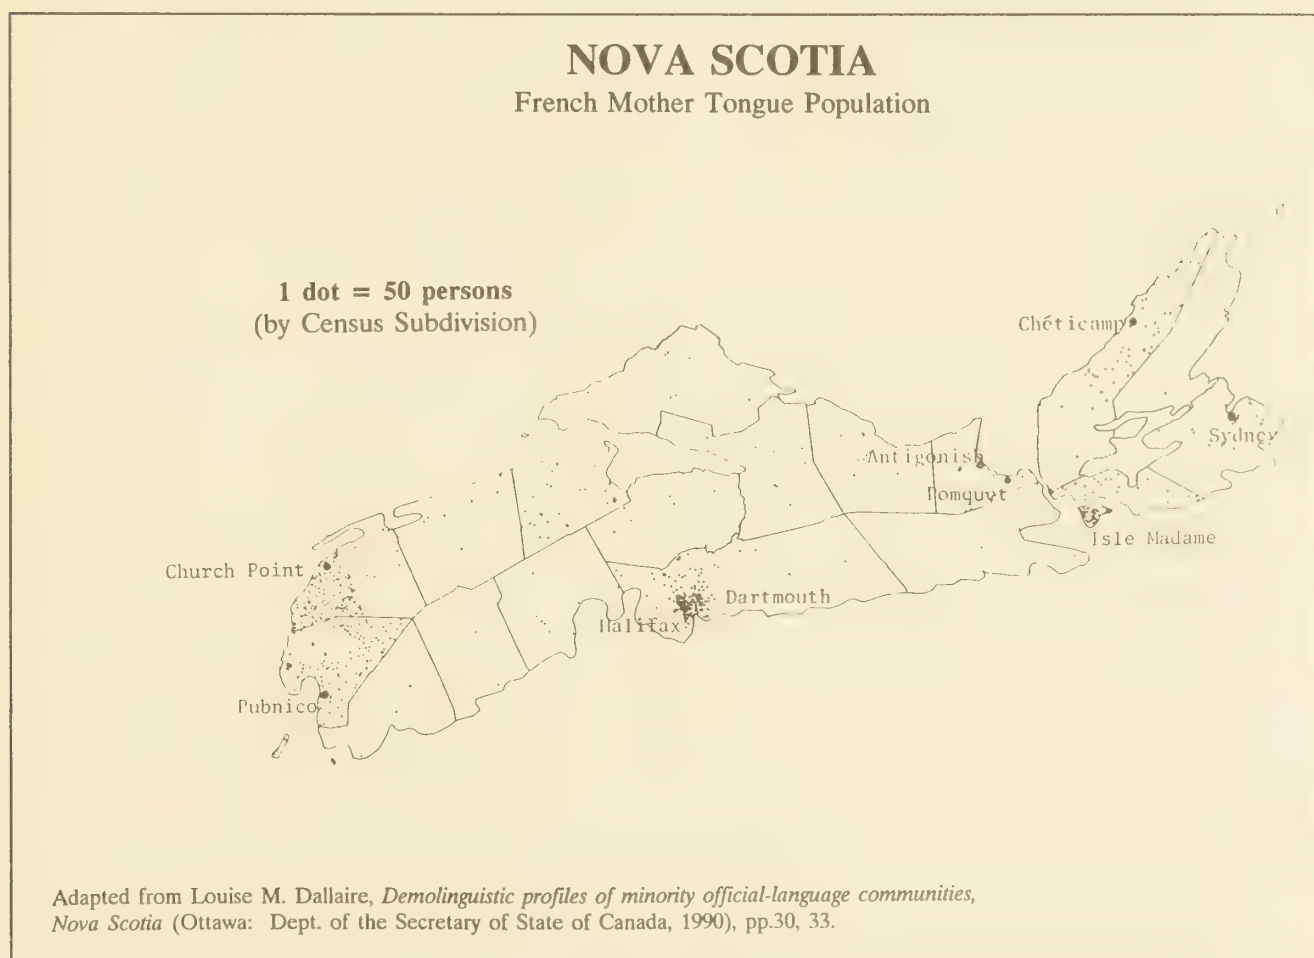 NOVA SCOTIA
French Mother Tongue Population
1 dot = 50 persons
(by Census Subdivision)
Chéticamp
Sydney
Antigonish
Pomquyt
Isle Madame
Church Point
Dartmouth
Halifax
Pubnico
Adapted from Louise M. Dallaire, Demolinguistic profiles of minority official-language communities,
Nova Scotia (Ottawa: Dept. of the Secretary of State of Canada, 1990), pp.30, 33.